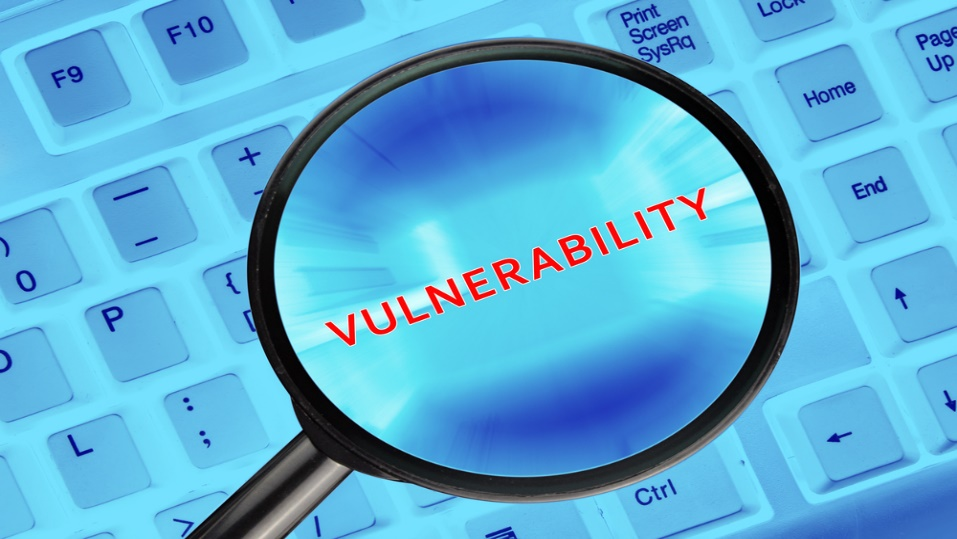 F9
F10
Print
Screen
SysRq
Lock
Page
Up
Home
+
End
—
_
)
0
{
[
P
VULNERABILITY
↑
L
:
;
←
↓
Ctrl
>
/